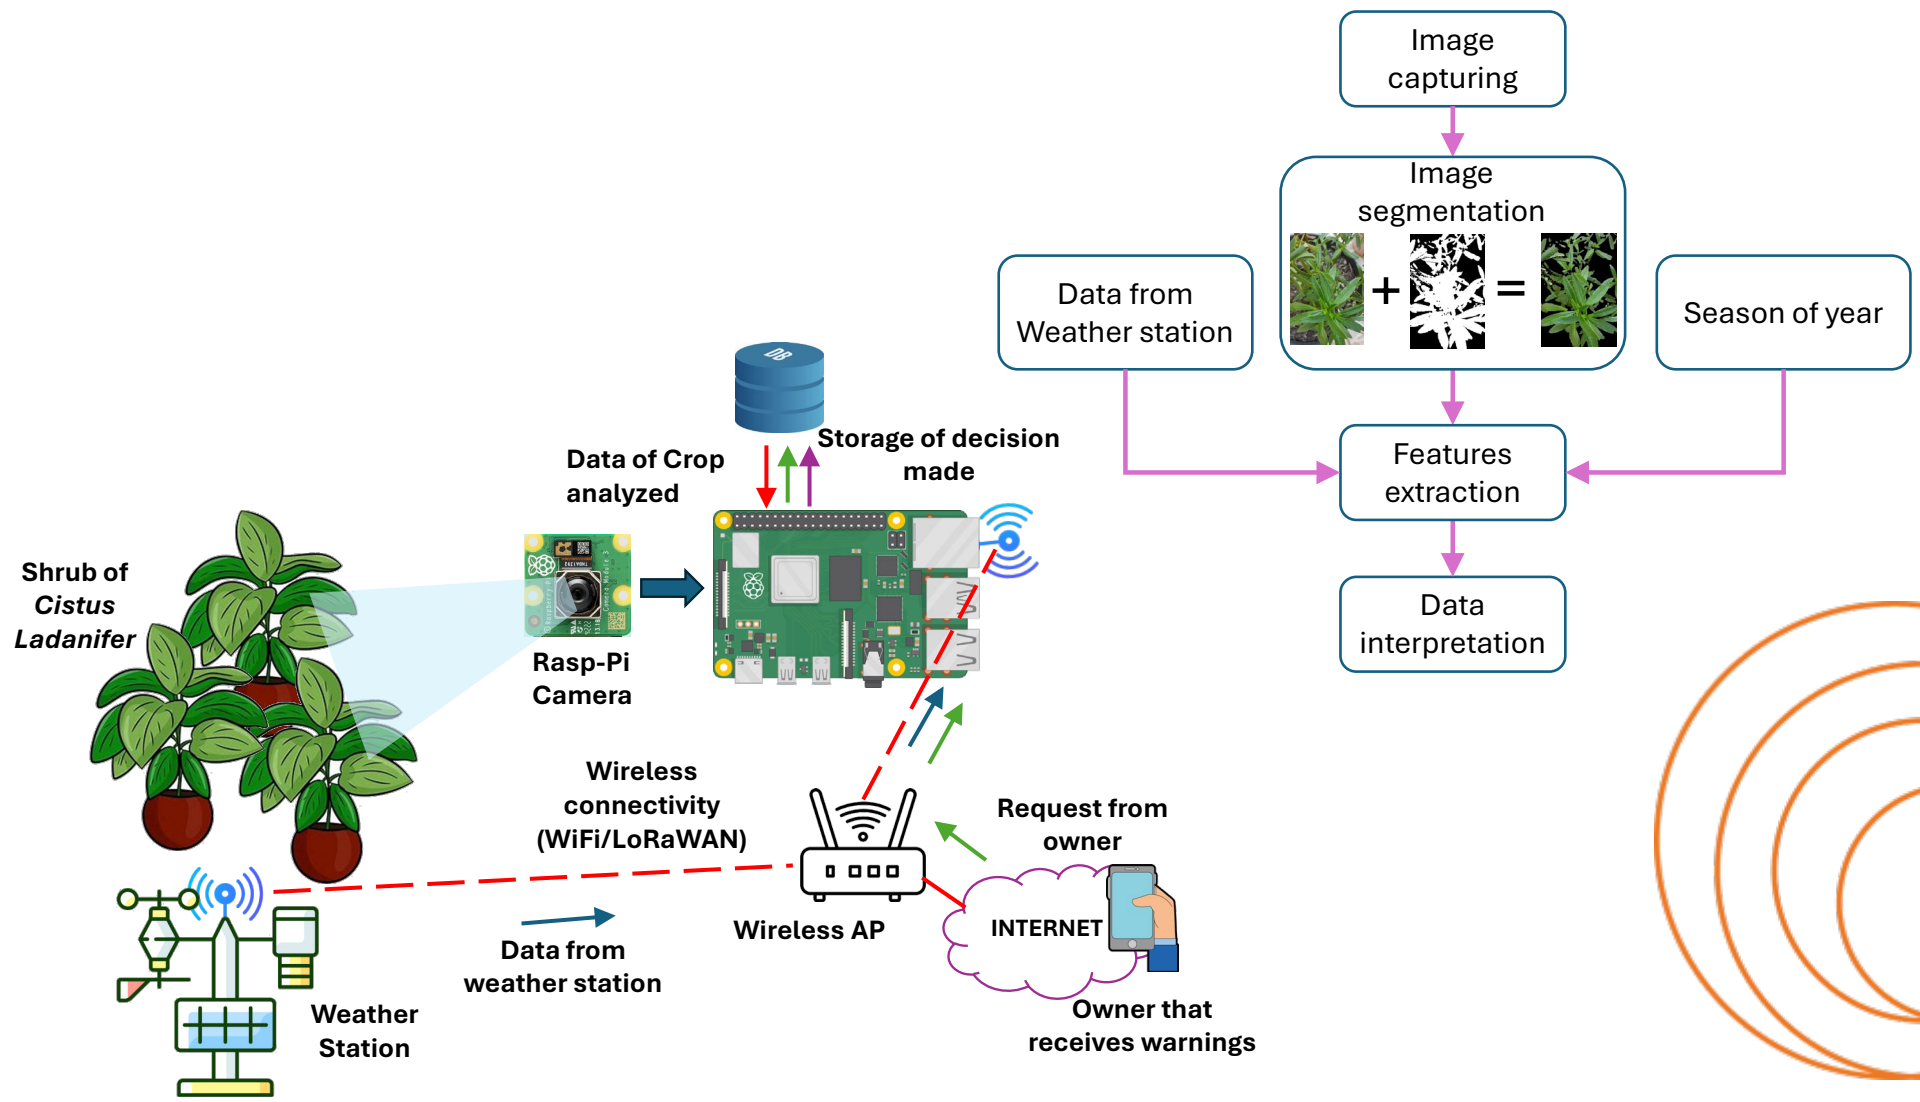 Image
capturing
Image
segmentation
+
=
Data from
Weather station
Season of year
Features
extraction
Data
interpretation
DB
Storage of decision
made
Data of Crop
analyzed
Shrub of
Cistus
Ladanifer
Rasp-Pi
Camera
Wireless
connectivity
(WiFi/LoRaWAN)
Request from
owner
Wireless AP
INTERNET
Data from
weather station
Owner that
receives warnings
Weather
Station